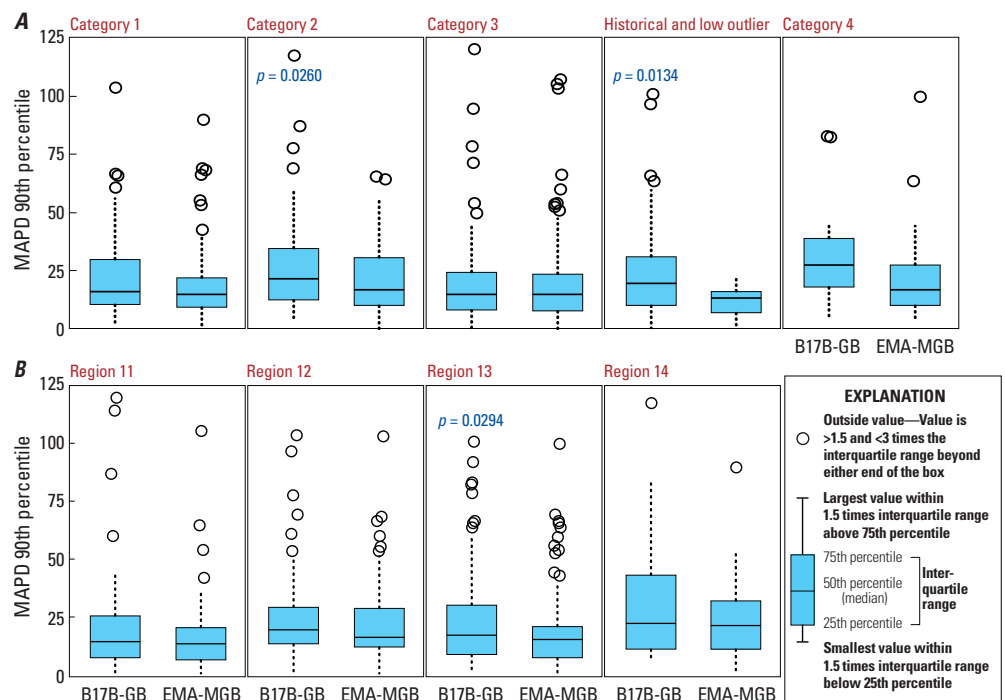 A
Category 1
Category 2
Category 3
Historical and low outlier
Category 4
MAPD 90th percentile
125
100
75
50
25
0
p = 0.0260
p = 0.0134
B17B-GB
EMA-MGB
B
Region 11
Region 12
Region 13
Region 14
MAPD 90th percentile
125
100
75
50
25
0
p = 0.0294
B17B-GB
EMA-MGB
B17B-GB
EMA-MGB
B17B-GB
EMA-MGB
B17B-GB
EMA-MGB
EXPLANATION
Outside value—Value is
>1.5 and <3 times the
interquartile range beyond
either end of the box
Largest value within
1.5 times interquartile range
above 75th percentile
75th percentile
50th percentile
(median)
25th percentile
Inter-
quartile
range
Smallest value within
1.5 times interquartile range
below 25th percentile